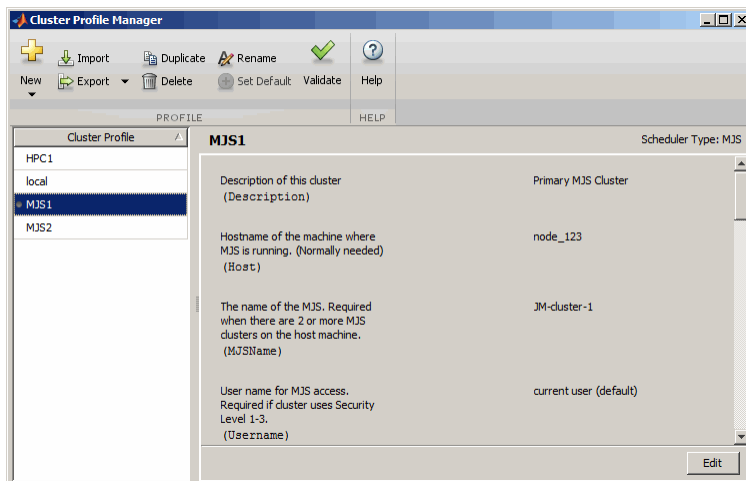 Cluster Profile Manager
Import
Duplicate
Rename
New
Export
Delete
Set Default
Validate
Help
PROFILE
HELP
Cluster Profile
HPC1
local
MJS1
MJS2
MJS1
Scheduler Type: MJS
Description of this cluster
(Description)
Primary MJS Cluster
Hostname of the machine where
MJS is running. (Normally needed)
(Host)
node_123
The name of the MJS. Required
when there are 2 or more MJS
clusters on the host machine.
(MJSName)
JM-cluster-1
User name for MJS access.
Required if cluster uses Security
Level 1-3.
(Username)
current user (default)
Edit